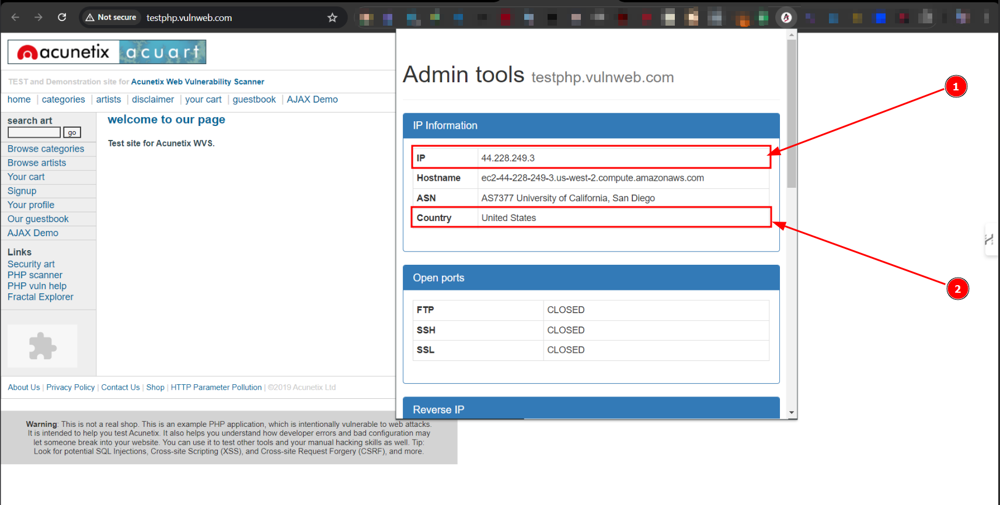 Not secure testphp.vulnweb.com
acunetix acuart
TEST and Demonstration site for Acunetix Web Vulnerability Scanner
home | categories | artists | disclaimer | your cart | guestbook | AJAX Demo
search art
go
Browse categories
Browse artists
Your cart
Signup
Your profile
Our guestbook
AJAX Demo
Links
Security art
PHP scanner
PHP vuln help
Fractal Explorer
welcome to our page
Test site for Acunetix WVS.
About Us | Privacy Policy | Contact Us | Shop | HTTP Parameter Pollution | ©2019 Acunetix Ltd
Warning: This is not a real shop. This is an example PHP application, which is intentionally vulnerable to web attacks.
It is intended to help you test Acunetix. It also helps you understand how developer errors and bad configuration may
let someone break into your website. You can use it to test other tools and your manual hacking skills as well. Tip:
Look for potential SQL Injections, Cross-site Scripting (XSS), and Cross-site Request Forgery (CSRF), and more.
Admin tools testphp.vulnweb.com
IP Information
IP 44.228.249.3
Hostname ec2-44-228-249-3.us-west-2.compute.amazonaws.com
ASN AS7377 University of California, San Diego
Country United States
Open ports
FTP CLOSED
SSH CLOSED
SSL CLOSED
Reverse IP
1
2